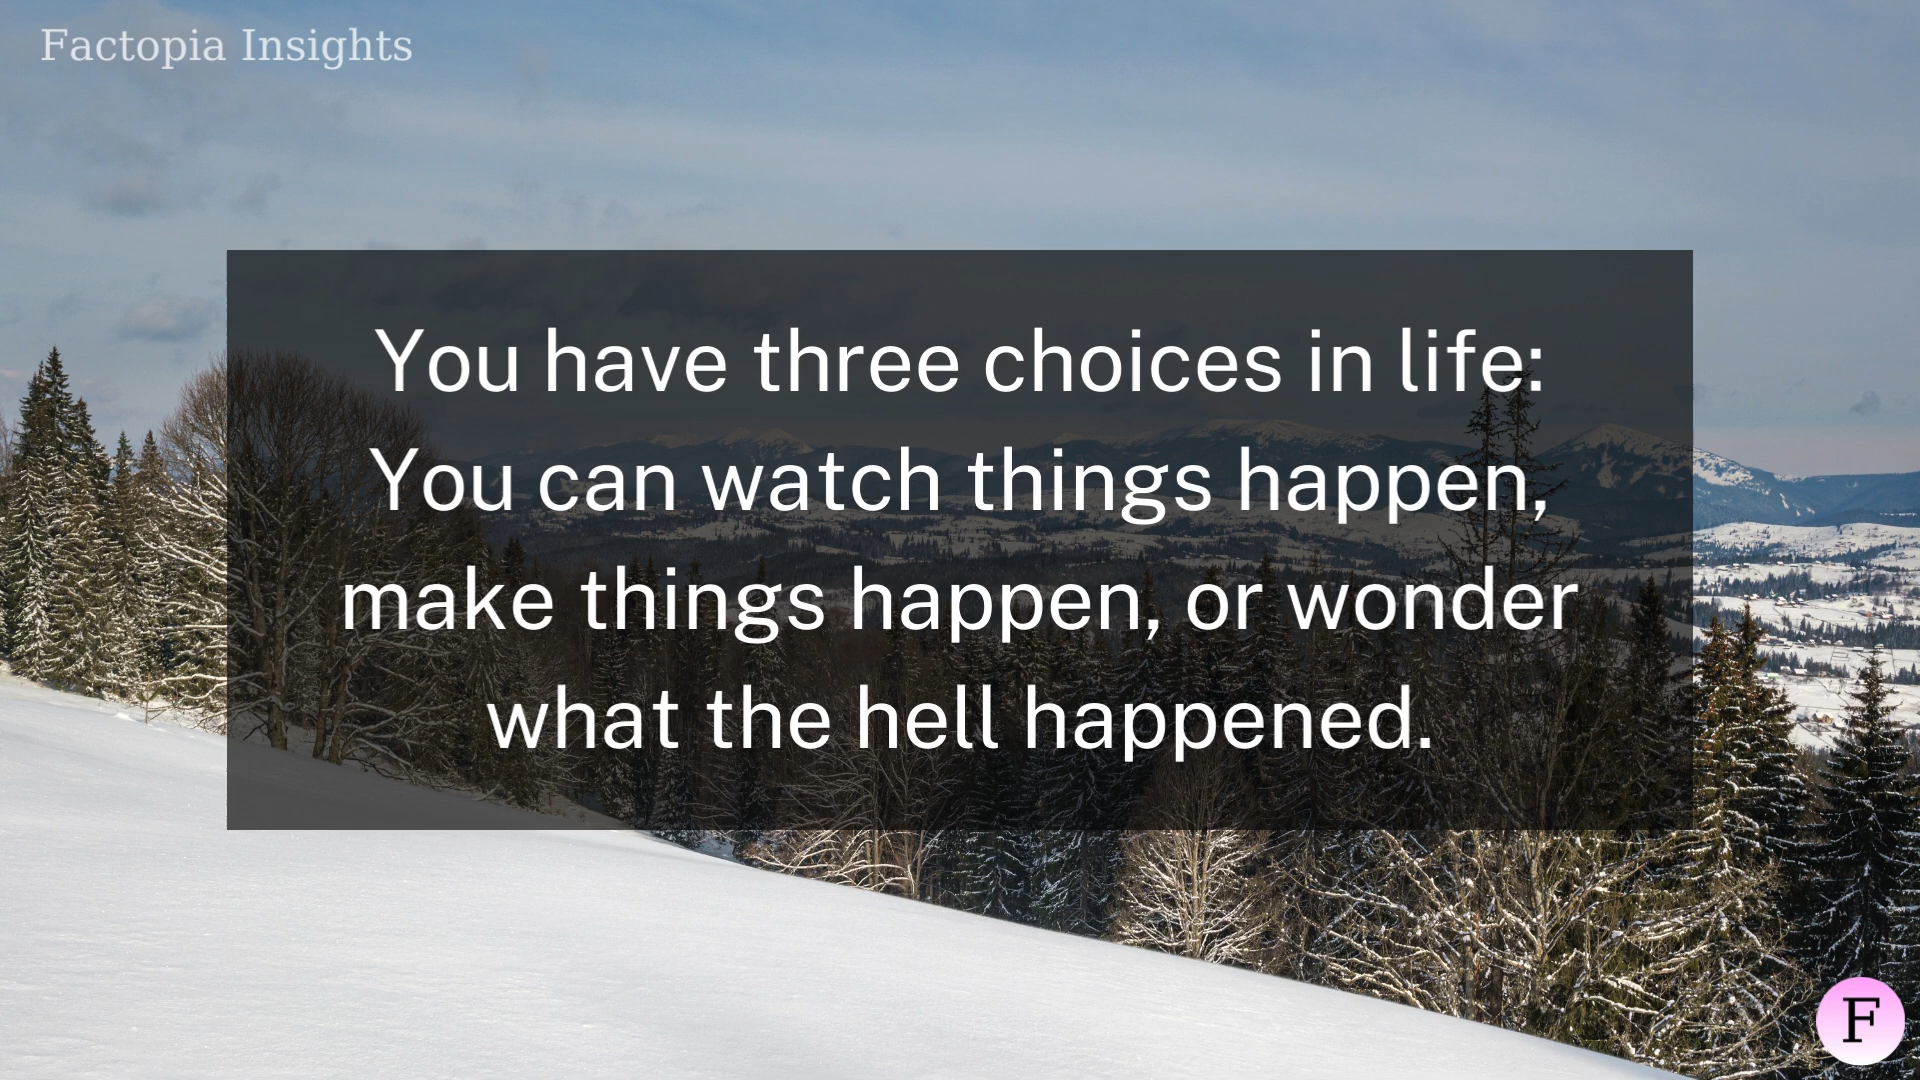 Factopia Insights
You have three choices in life:
You can watch things happen,
make things happen, or wonder
what the hell happened.
F